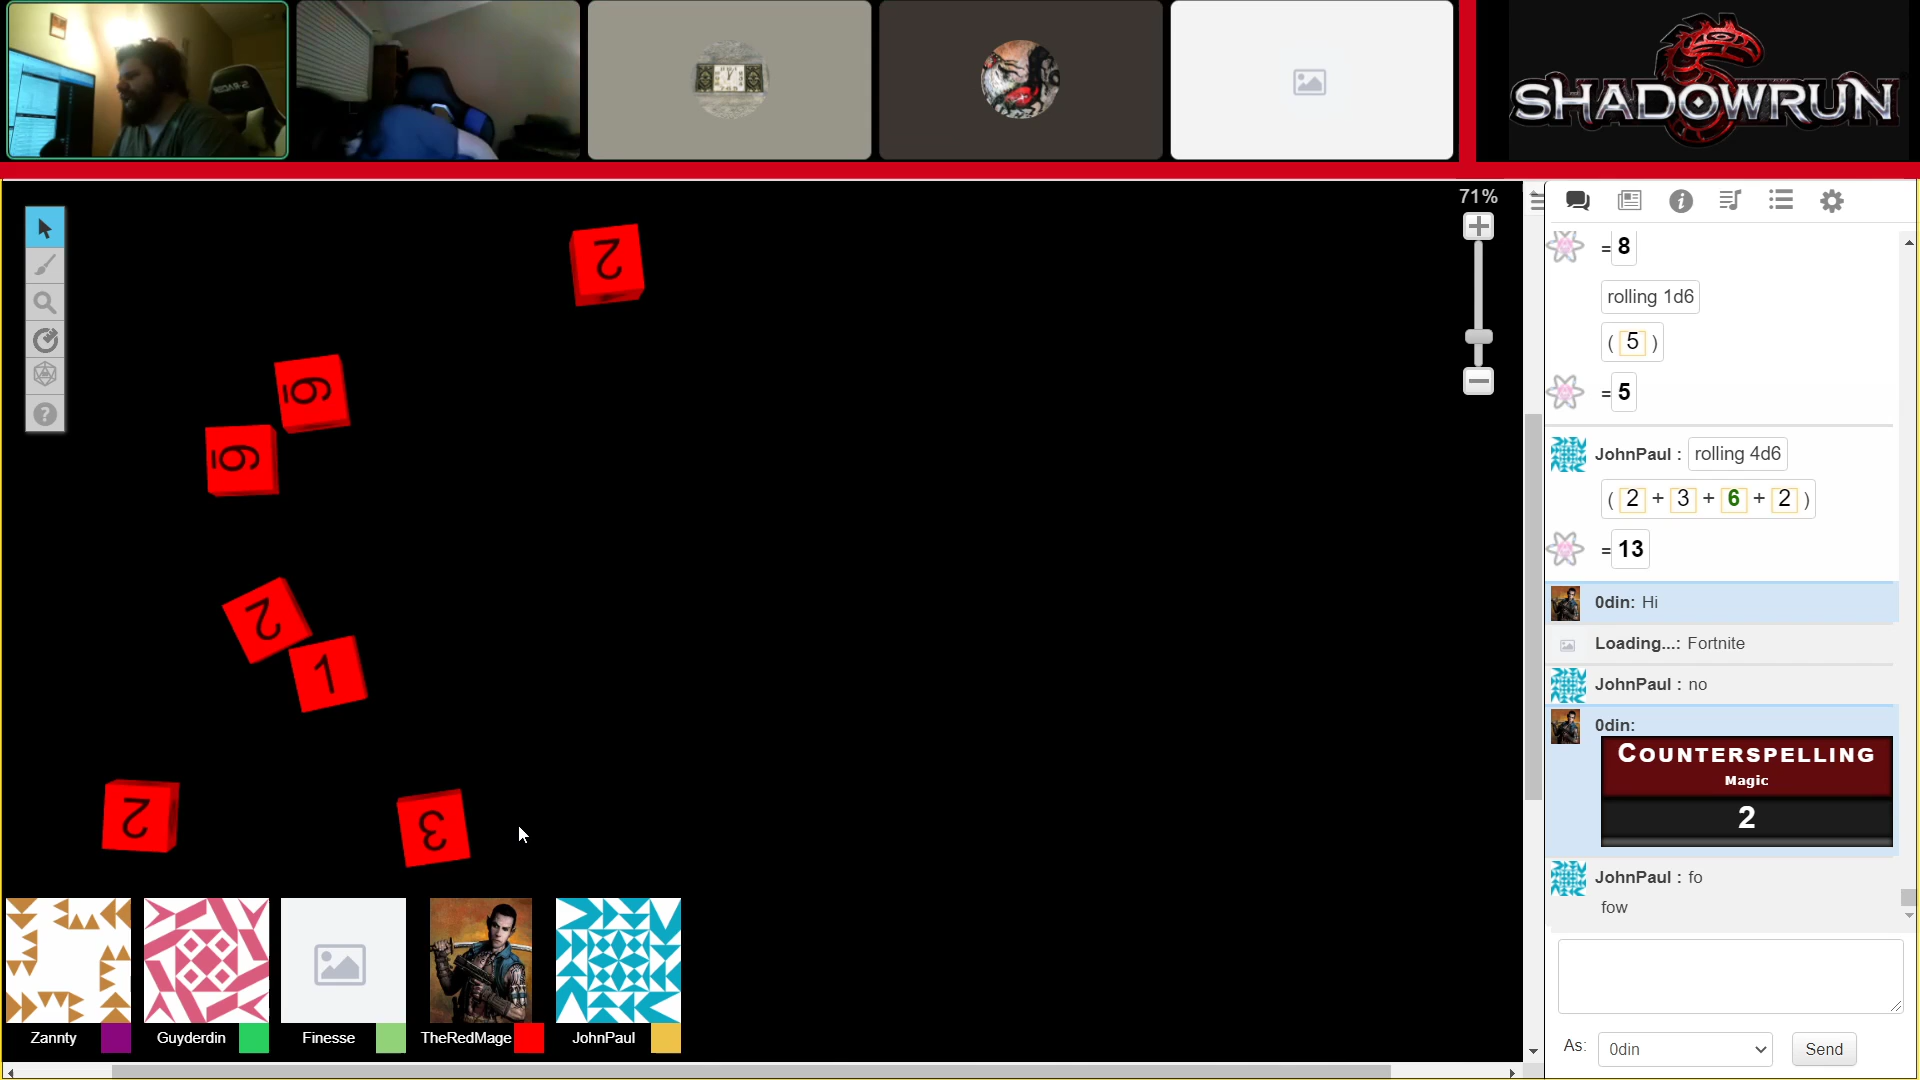 SHADOWRUN
71%
=8
rolling 1d6
( 5 )
=5
JohnPaul : rolling 4d6
( 2 + 3 + 6 + 2 )
=13
0din: Hi
Loading...: Fortnite
JohnPaul : no
0din:
COUNTERSPELLING
Magic
2
JohnPaul : fo
fow
As: 0din Send
2
6
6
2
1
2
3
Zannty Guyderdin Finesse TheRedMage JohnPaul